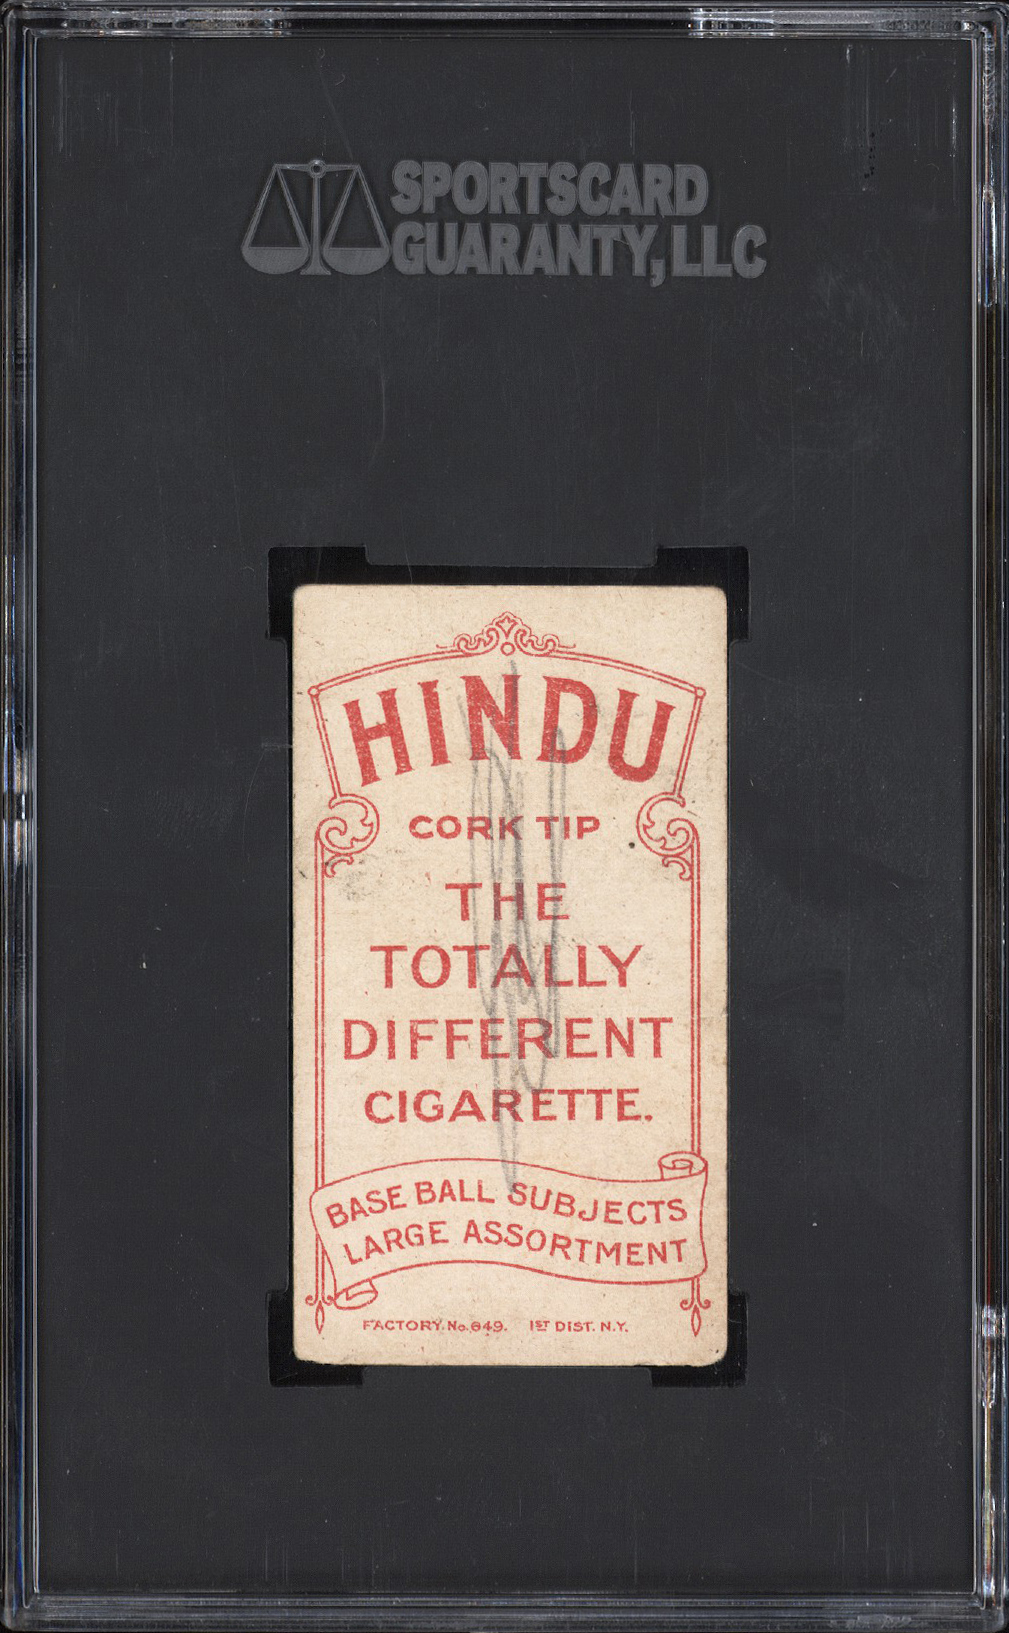 SPORTSCARD
GUARANTY, LLC
HINDU
CORK TIP
THE
TOTALLY
DIFFERENT
CIGARETTE.
BASE BALL SUBJECTS
LARGE ASSORTMENT
FACTORY. No. 649. 1ST DIST. N.Y.